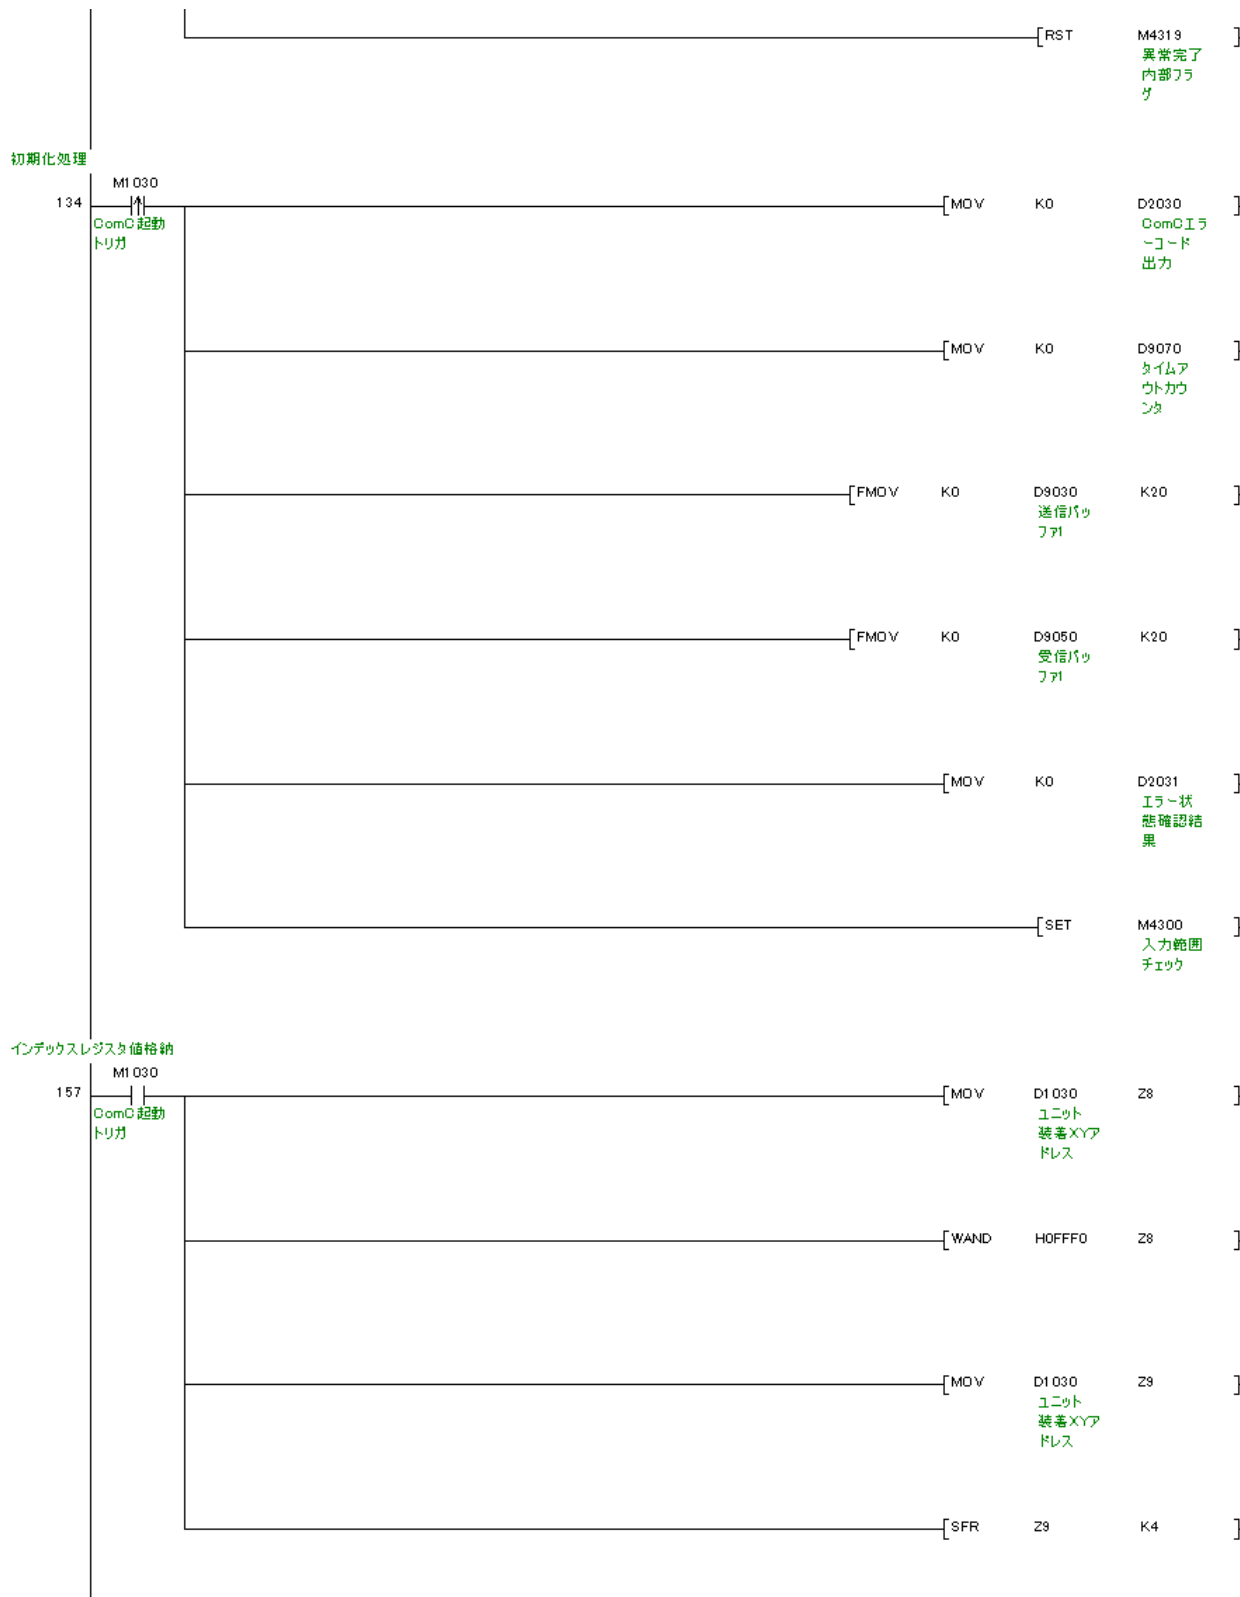 RST M4319
異常完了
内部フラ
グ
初期化処理
M1030
134 MOV K0 D2030
ComC起動
トリガ
ComCエラ
ーコード
出力
MOV K0 D9070
タイムア
ウトカウ
ンタ
FMOV K0 D9030 K20
送信バッ
ファ1
FMOV K0 D9050 K20
受信バッ
ファ1
MOV K0 D2031
エラー状
態確認結
果
SET M4300
入力範囲
チェック
インデックスレジスタ値格納
M1030
157 MOV D1030 Z8
ComC起動
トリガ
ユニット
装着XYア
ドレス
WAND H0FFF0 Z8
MOV D1030 Z9
ユニット
装着XYア
ドレス
SFR Z9 K4